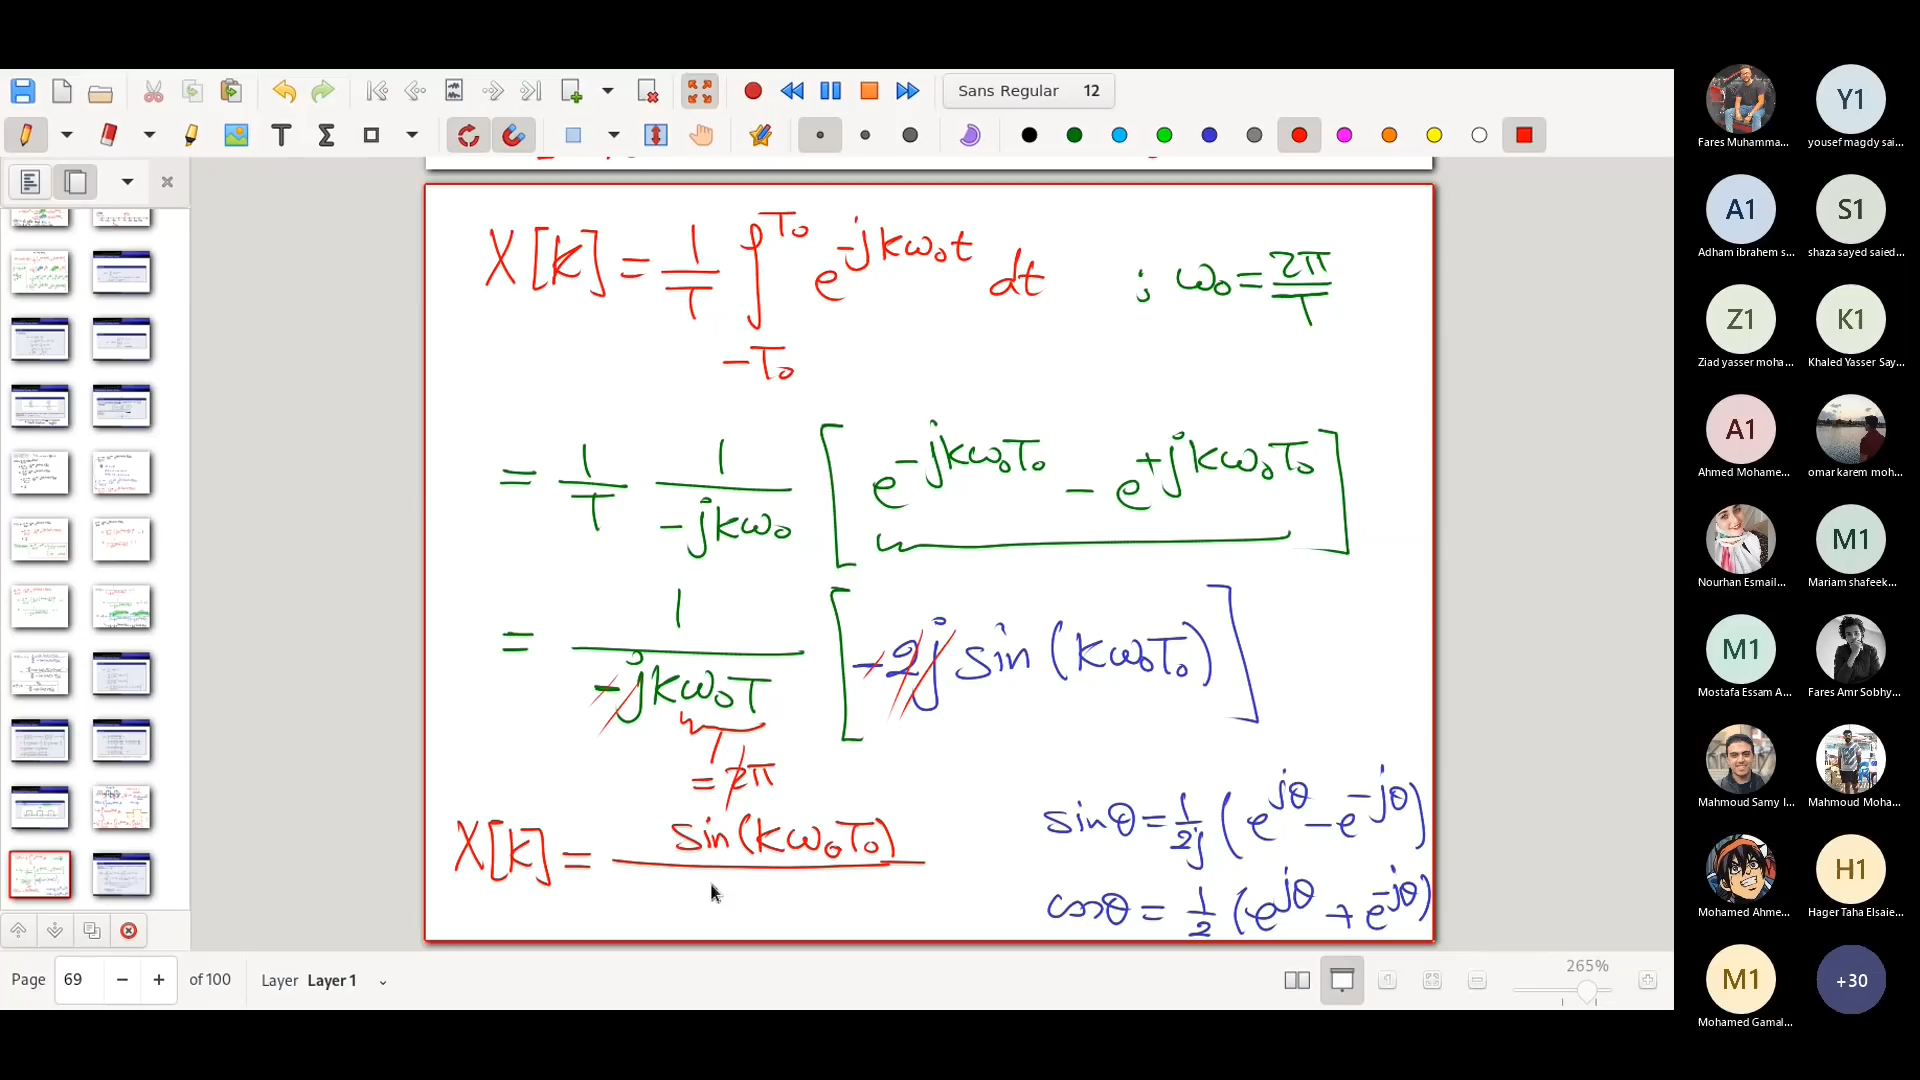 Sans Regular 12
X[k] = 1/T ∫_{-T₀}^{T₀} e^{-jkω₀t} dt ; ω₀ = 2π/T
= 1/T 1/(-jkω₀) [e^{-jkω₀T₀} - e^{+jkω₀T₀}]
= 1/(-jkω₀T) [-2j sin(kω₀T₀)]
= 2π
X[k] = sin(kω₀T₀)
sinθ = 1/2j (e^{jθ} - e^{-jθ})
cosθ = 1/2 (e^{jθ} + e^{-jθ})
Page 69 of 100 Layer Layer 1
265%
Fares Muhamma...
Y1
yousef magdy sai...
A1
Adham ibrahem s...
S1
shaza sayed saied...
Z1
Ziad yasser moha...
K1
Khaled Yasser Say...
A1
Ahmed Mohame...
omar karem moh...
Nourhan Esmail...
M1
Mariam shafeek...
M1
Mostafa Essam A...
Fares Amr Sobhy...
Mahmoud Samy I...
Mahmoud Moha...
Mohamed Ahme...
H1
Hager Taha Elsaie...
M1
Mohamed Gamal...
+30